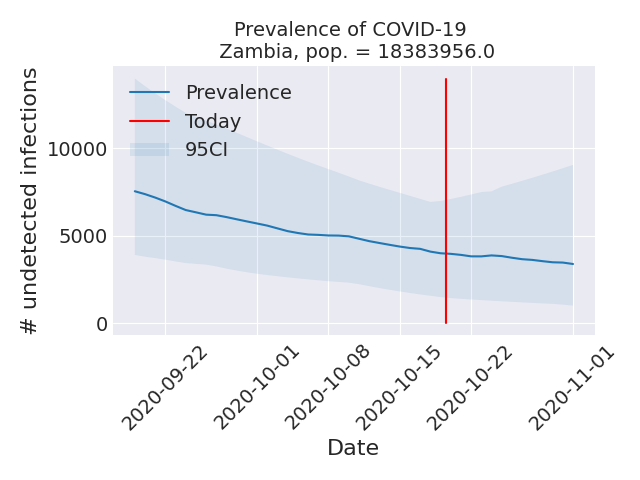 Prevalence of COVID-19
Zambia, pop. = 18383956.0
Prevalence
Today
95CI
# undetected infections
10000
5000
0
2020-09-22
2020-10-01
2020-10-08
2020-10-15
2020-10-22
2020-11-01
Date